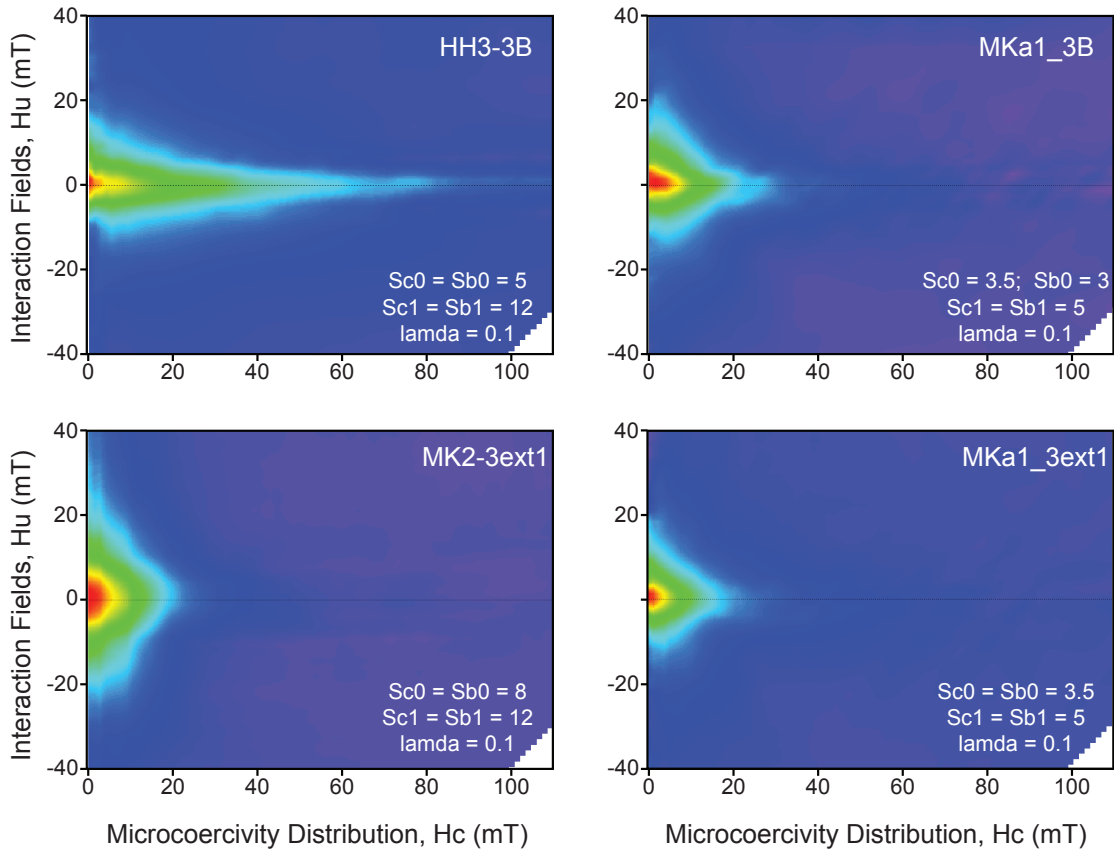 Interaction Fields, Hu (mT)
40
20
0
-20
-40
HH3-3B
Sc0 = Sb0 = 5
Sc1 = Sb1 = 12
lamda = 0.1
0 20 40 60 80 100
40
20
0
-20
-40
MKa1_3B
Sc0 = 3.5; Sb0 = 3
Sc1 = Sb1 = 5
lamda = 0.1
0 20 40 60 80 100
Interaction Fields, Hu (mT)
40
20
0
-20
-40
MK2-3ext1
Sc0 = Sb0 = 8
Sc1 = Sb1 = 12
lamda = 0.1
0 20 40 60 80 100
Microcoercivity Distribution, Hc (mT)
40
20
0
-20
-40
MKa1_3ext1
Sc0 = Sb0 = 3.5
Sc1 = Sb1 = 5
lamda = 0.1
0 20 40 60 80 100
Microcoercivity Distribution, Hc (mT)